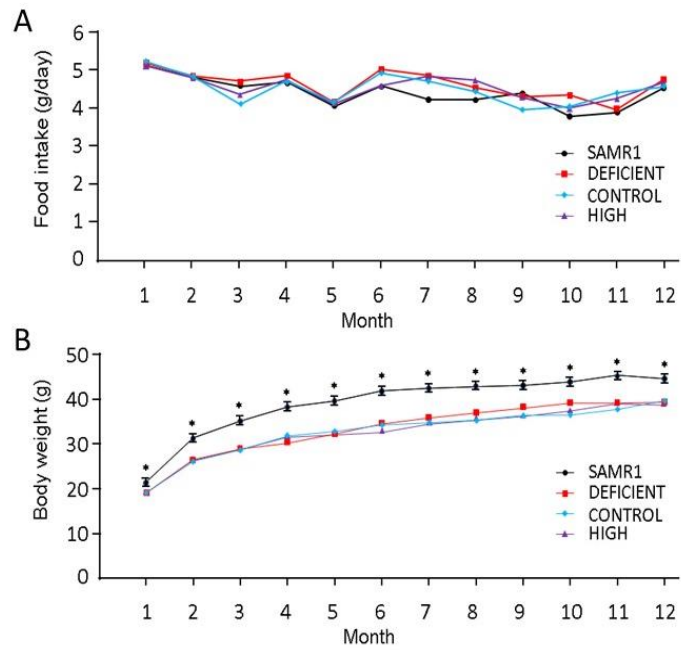 A
Food intake (g/day)
6
5
4
3
2
1
0
SAMR1
DEFICIENT
CONTROL
HIGH
1 2 3 4 5 6 7 8 9 10 11 12
Month
B
Body weight (g)
50
40
30
20
10
0
* * * * * * * * * * * *
SAMR1
DEFICIENT
CONTROL
HIGH
1 2 3 4 5 6 7 8 9 10 11 12
Month